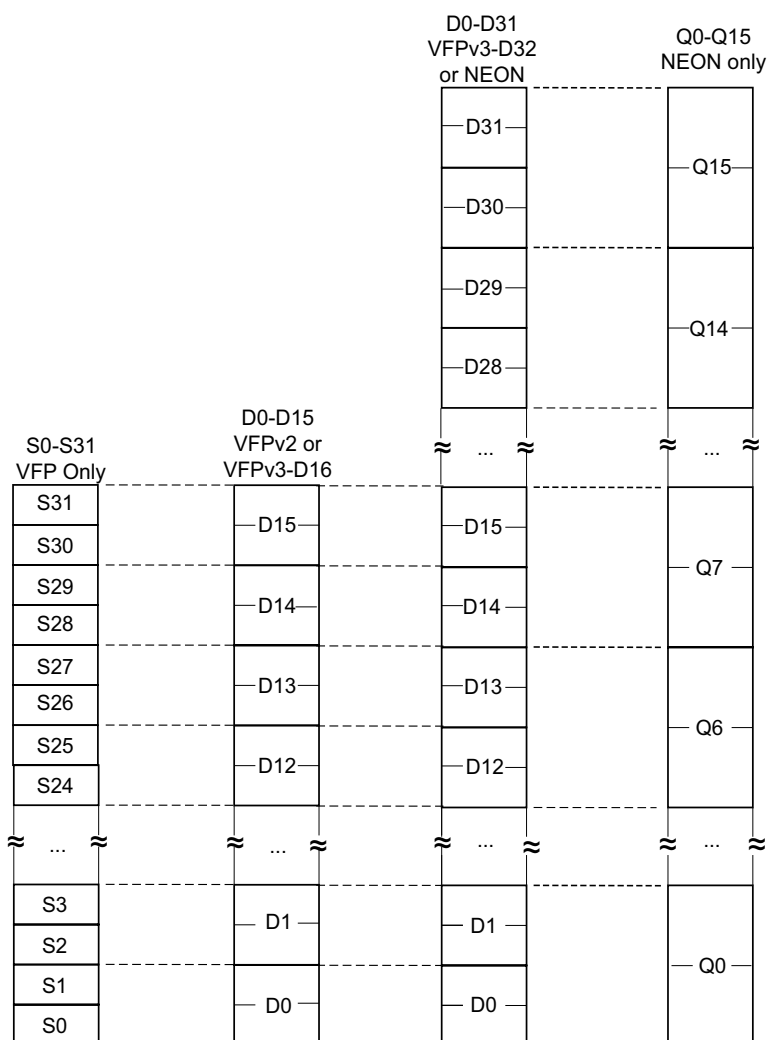 D0-D31
VFPv3-D32
or NEON
Q0-Q15
NEON only
D31
D30
D29
D28
Q15
Q14
S0-S31
VFP Only
D0-D15
VFPv2 or
VFPv3-D16
... ...
S31
S30
S29
S28
S27
S26
S25
S24
D15
D14
D13
D12
D15
D14
D13
D12
Q7
Q6
... ... ... ...
S3
S2
S1
S0
D1
D0
D1
D0
Q0